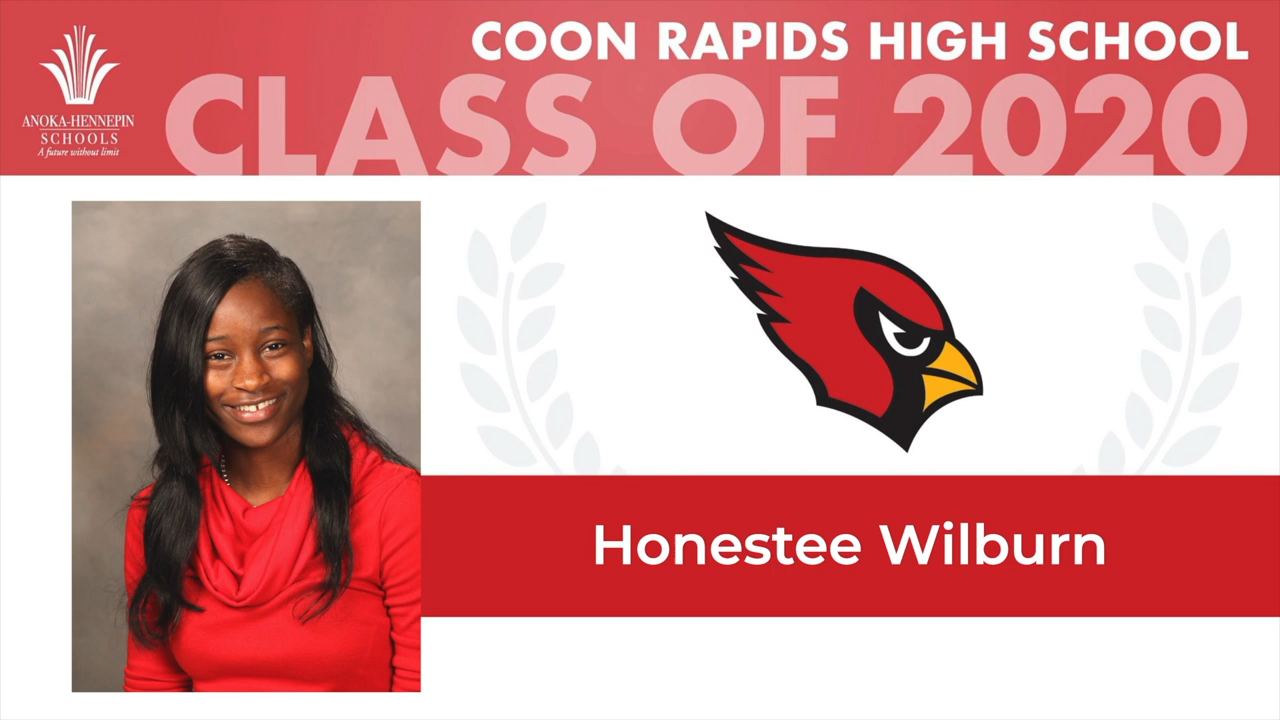 COON RAPIDS HIGH SCHOOL
CLASS OF 2020
ANOKA-HENNEPIN
SCHOOLS
A future without limit
Honestee Wilburn